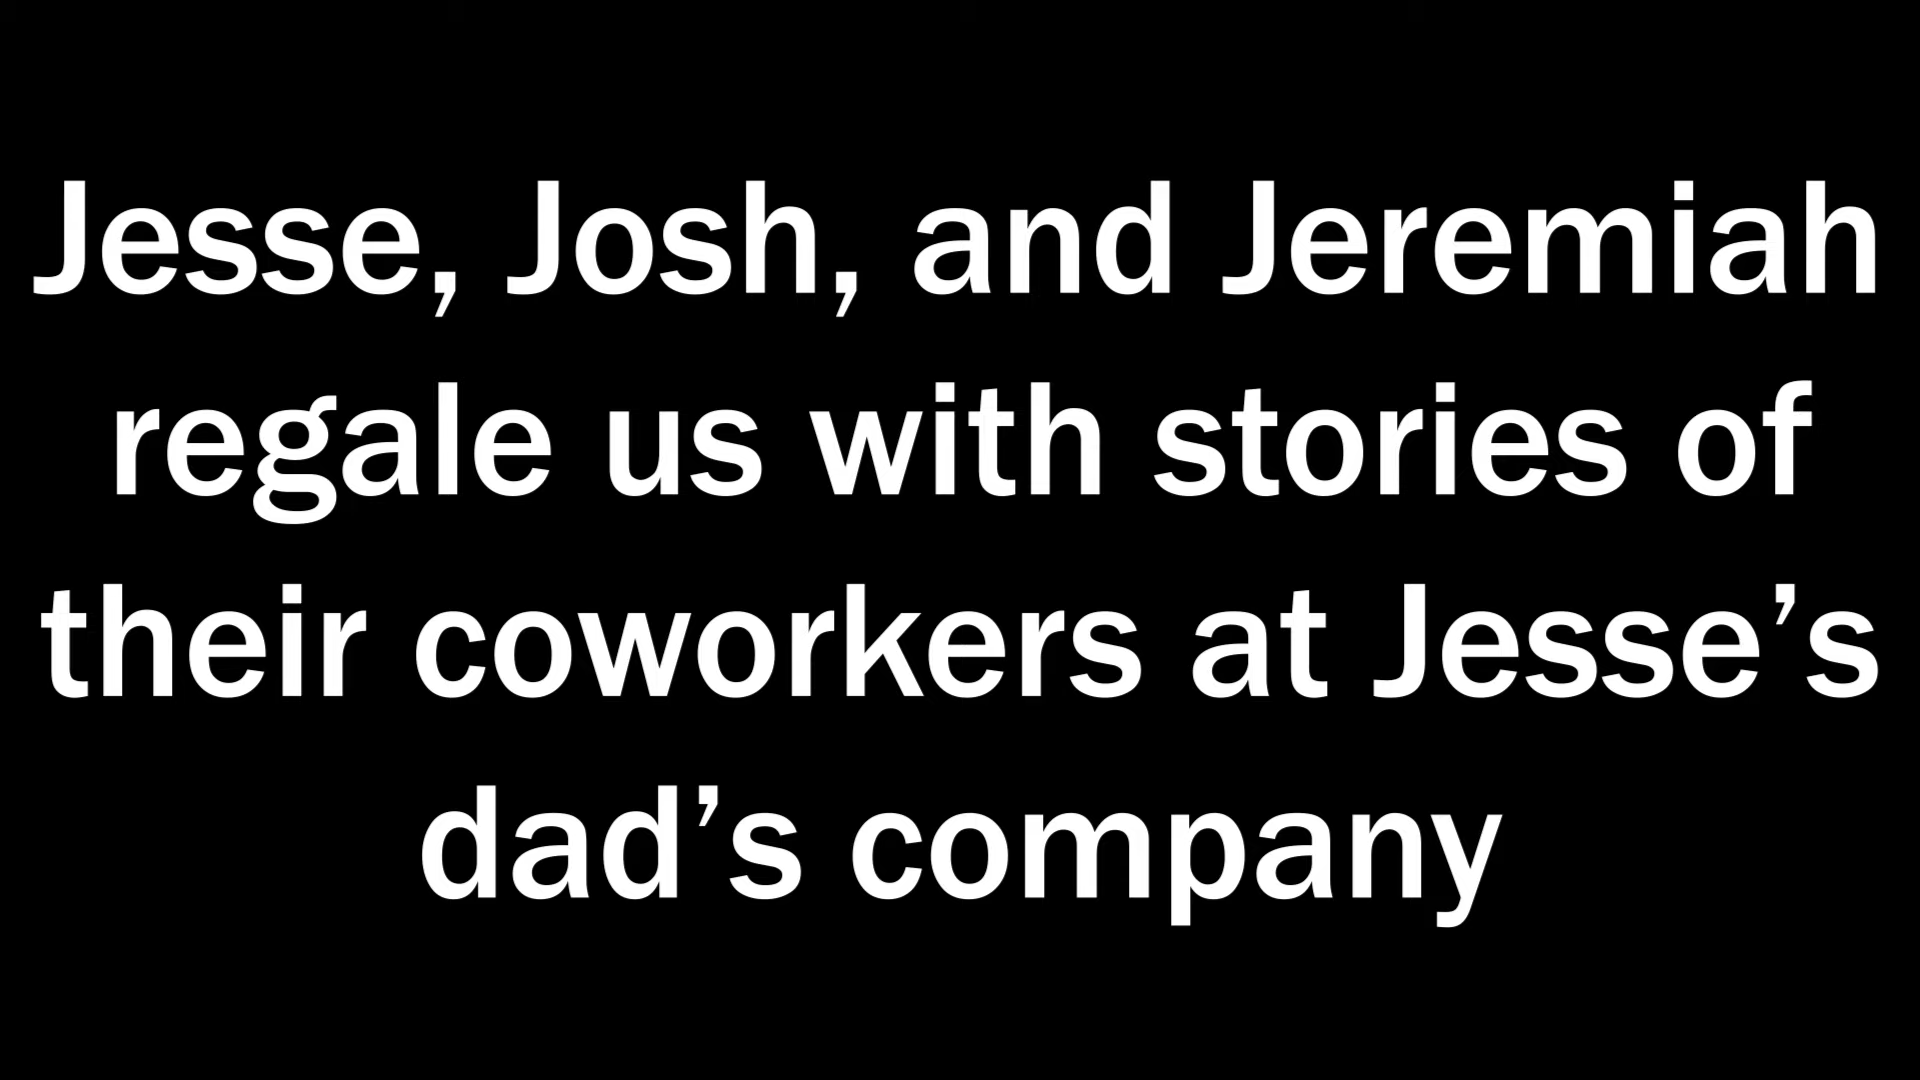 Jesse, Josh, and Jeremiah
regale us with stories of
their coworkers at Jesse’s
dad’s company